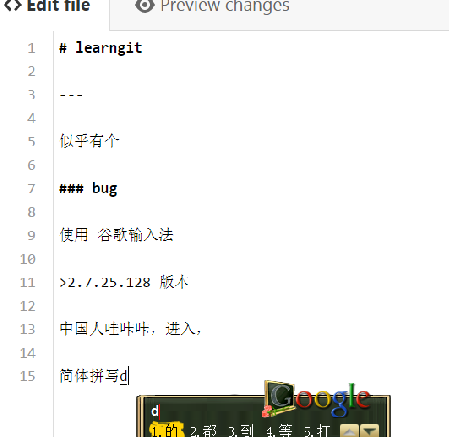 <> Edit file
Preview changes
1 # learngit
2
3 ---
4
5 似乎有个
6
7 ### bug
8
9 使用 谷歌输入法
10
11 >2.7.25.128 版本
12
13 中国人哇咔咔，进入，
14
15 简体拼写d
Google
d
1.的 2.都 3.到 4.等 5.打